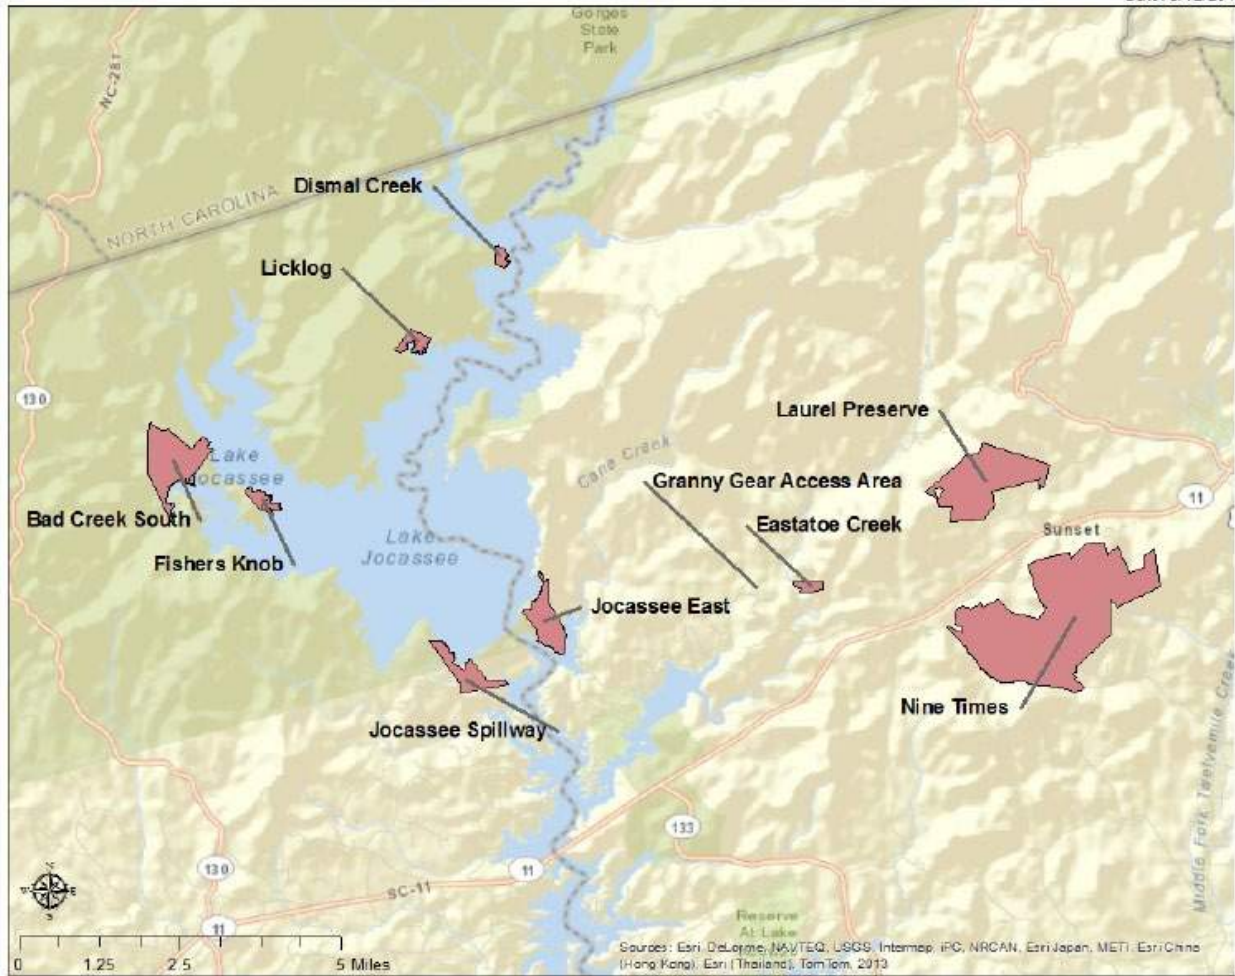 Gorges
State
Park
NC-281
Dismal Creek
NORTH CAROLINA
Licklog
130
Laurel Preserve
Cane Creek
Lake
Jocassee
Granny Gear Access Area
11
Bad Creek South
Eastatoe Creek
Sunset
Lake
Jocassee
Fishers Knob
Jocassee East
Nine Times
Jocassee Spillway
Middle Fork Twelvemile Creek
133
130
11
SC-11
N
W
E
S
11
Reserve
At Lake
0 1.25 2.5 5 Miles
Sources: Esri, DeLorme, NAVTEQ, USGS, Intermap, iPC, NRCAN, Esri Japan, METI, Esri China
(Hong Kong), Esri (Thailand), TomTom, 2013